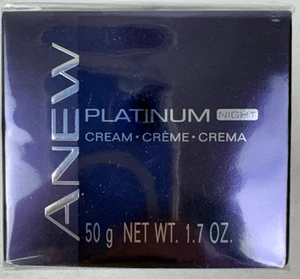 ANEW
PLATINUM NIGHT
CREAM • CRÈME • CREMA
50 g NET WT. 1.7 OZ.